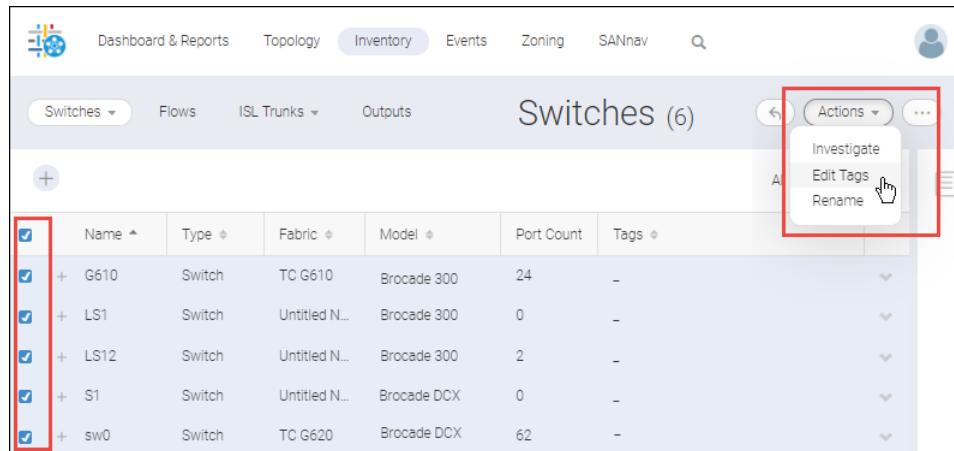 Dashboard & Reports Topology Inventory Events Zoning SANnav
Switches Flows ISL Trunks Outputs Switches (6) Actions ...
Investigate
Edit Tags
Rename
Name Type Fabric Model Port Count Tags
G610 Switch TC G610 Brocade 300 24 –
LS1 Switch Untitled N... Brocade 300 0 –
LS12 Switch Untitled N... Brocade 300 2 –
S1 Switch Untitled N... Brocade DCX 0 –
sw0 Switch TC G620 Brocade DCX 62 –